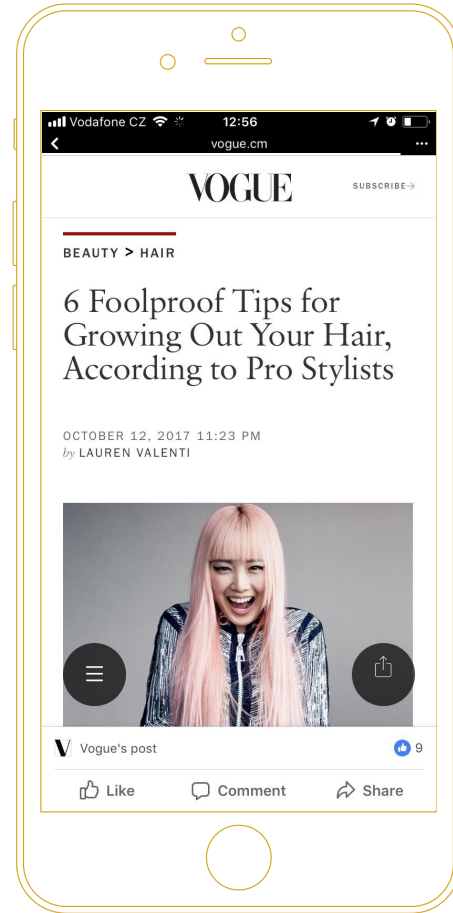 Vodafone CZ 12:56
vogue.cm
VOGUE SUBSCRIBE
BEAUTY > HAIR
6 Foolproof Tips for
Growing Out Your Hair,
According to Pro Stylists
OCTOBER 12, 2017 11:23 PM
by LAUREN VALENTI
V Vogue's post 9
Like Comment Share